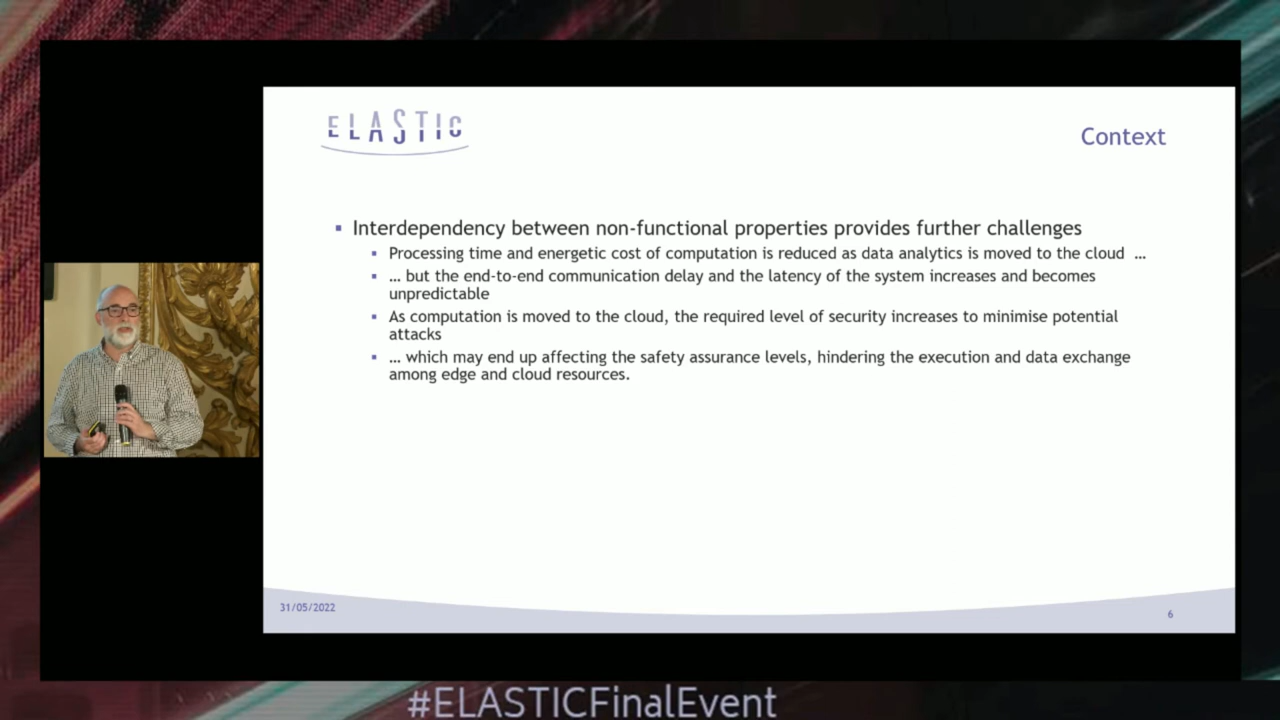 ELASTIC
Context
Interdependency between non-functional properties provides further challenges
Processing time and energetic cost of computation is reduced as data analytics is moved to the cloud ...
... but the end-to-end communication delay and the latency of the system increases and becomes
unpredictable
As computation is moved to the cloud, the required level of security increases to minimise potential
attacks
... which may end up affecting the safety assurance levels, hindering the execution and data exchange
among edge and cloud resources.
31/05/2022
6
#ELASTICFinalEvent